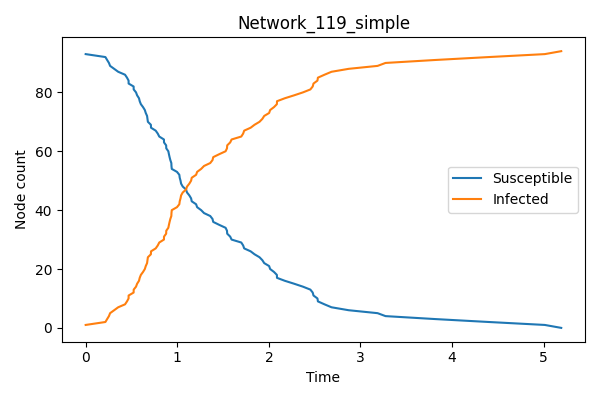 Network_119_simple
Node count
80
60
40
20
0
Susceptible
Infected
0 1 2 3 4 5
Time